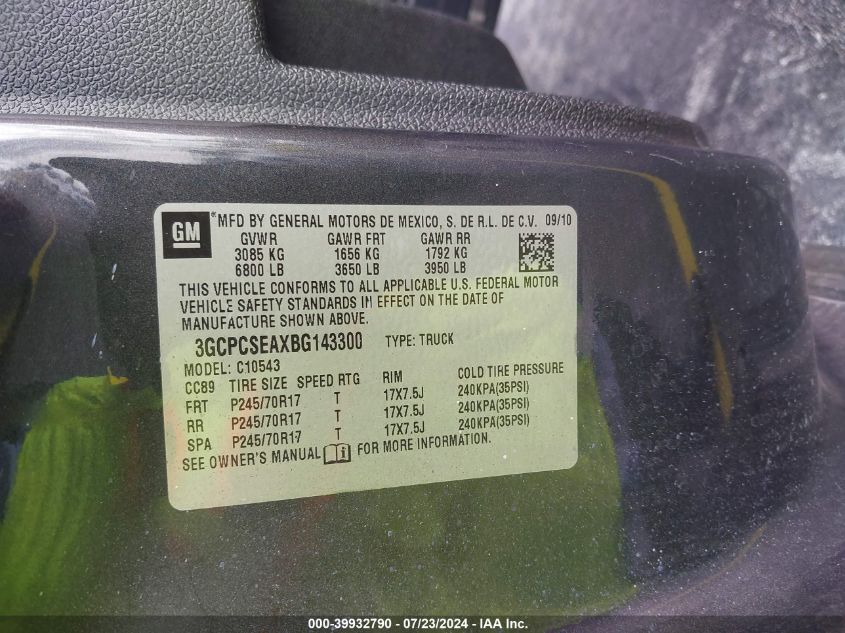 GM ® MFD BY GENERAL MOTORS DE MEXICO, S. DE R.L. DE C.V. 09/10
GVWR GAWR FRT GAWR RR
3085 KG 1656 KG 1792 KG
6800 LB 3650 LB 3950 LB
THIS VEHICLE CONFORMS TO ALL APPLICABLE U.S. FEDERAL MOTOR
VEHICLE SAFETY STANDARDS IN EFFECT ON THE DATE OF
MANUFACTURE SHOWN ABOVE.
3GCPCSEAXBG143300 TYPE: TRUCK
MODEL: C10543
CC89 TIRE SIZE SPEED RTG RIM COLD TIRE PRESSURE
FRT P245/70R17 T 17X7.5J 240KPA(35PSI)
RR P245/70R17 T 17X7.5J 240KPA(35PSI)
SPA P245/70R17 T 17X7.5J 240KPA(35PSI)
SEE OWNER'S MANUAL FOR MORE INFORMATION.
000-39932790 - 07/23/2024 - IAA Inc.